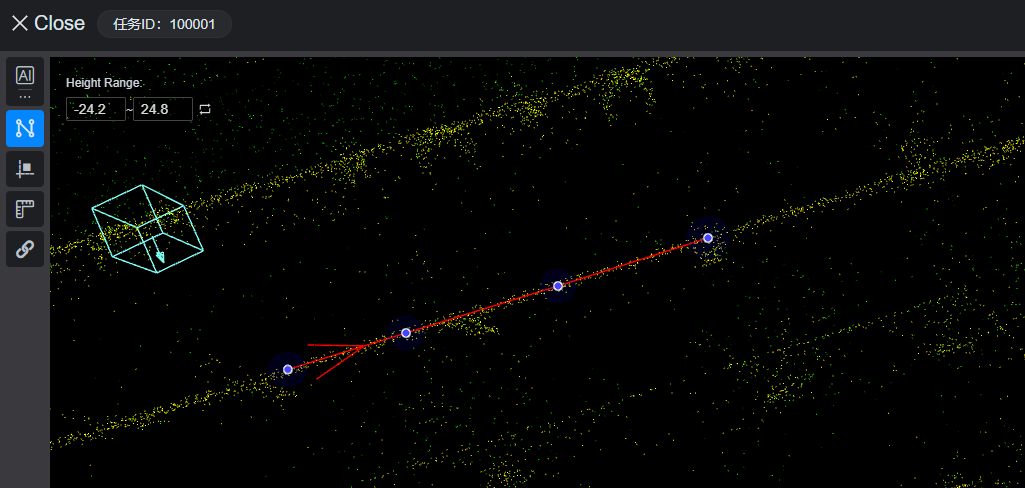 Close
任务ID：100001
AI
Height Range:
-24.2 ~ 24.8